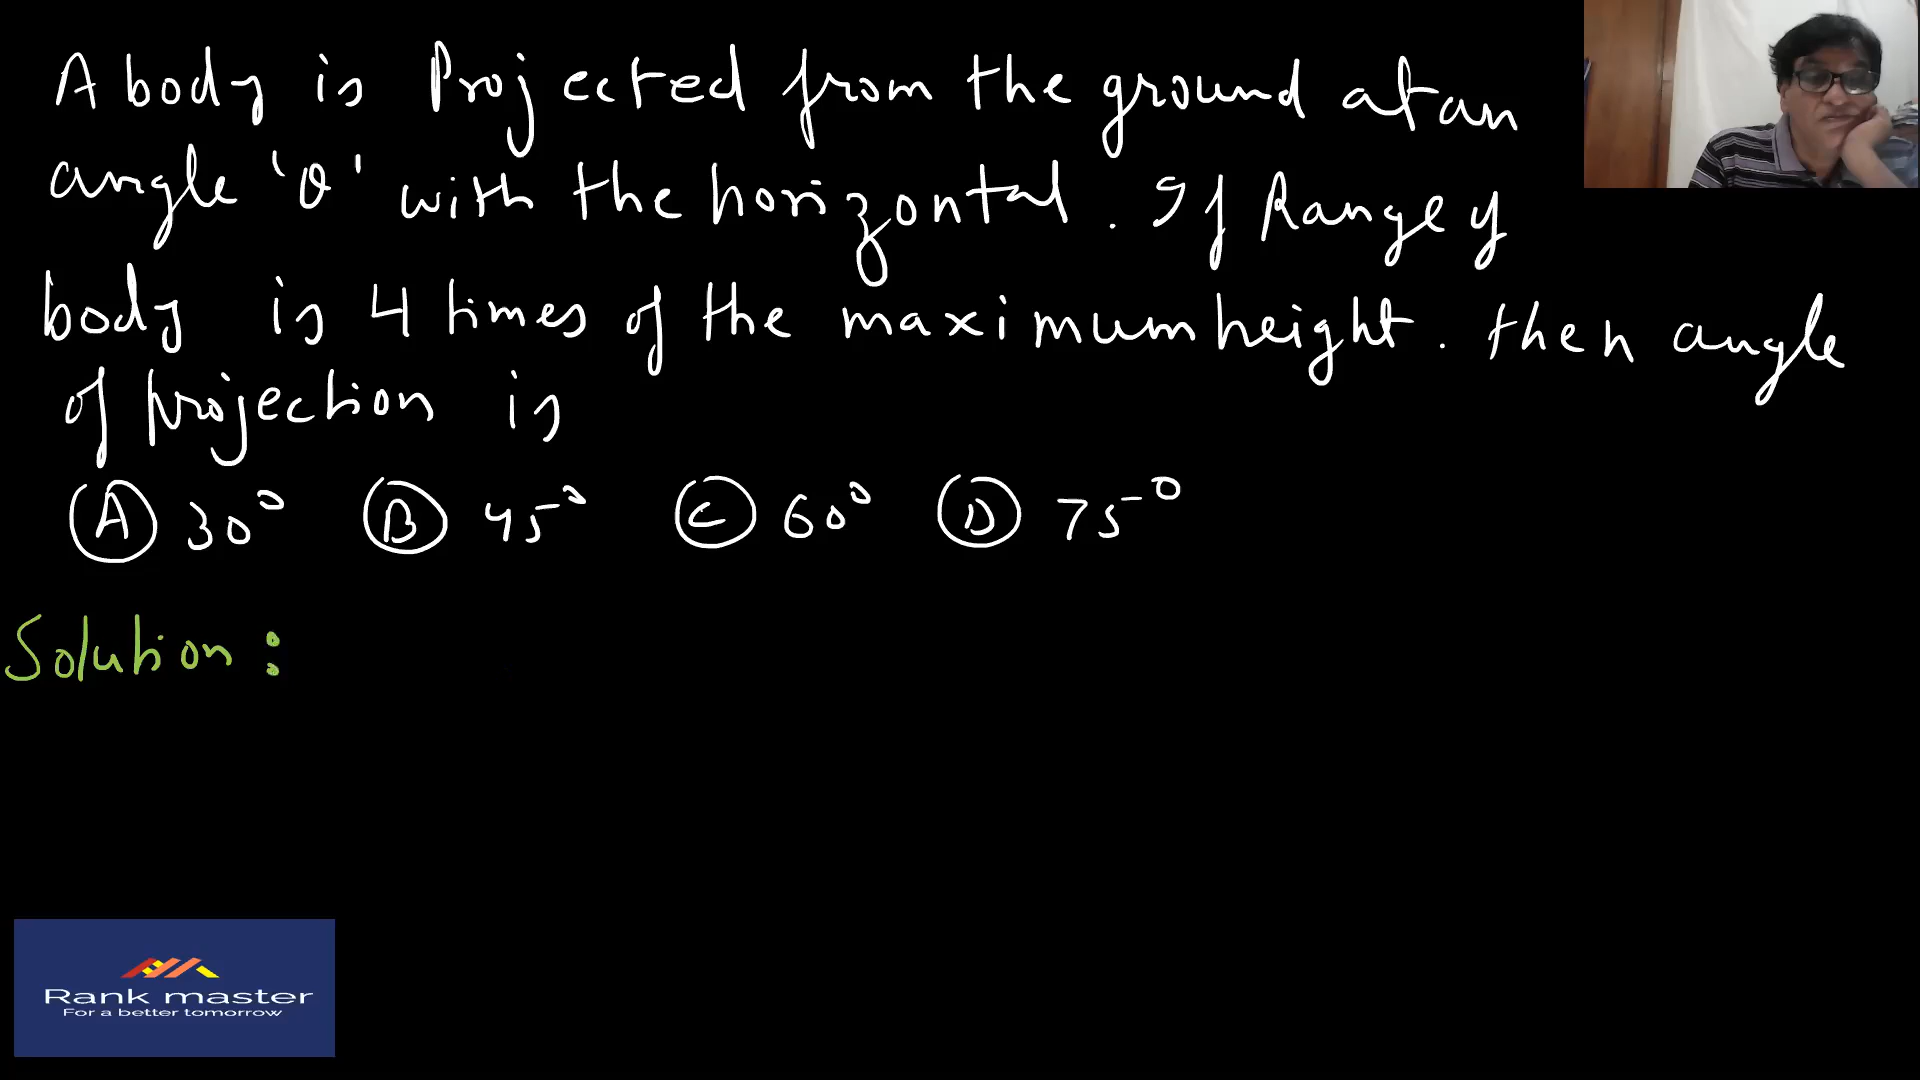 A body is Projected from the ground at an
angle 'θ' with the horizontal. If Range of
body is 4 times of the maximum height. then angle
of projection is
(A) 30° (B) 45° (C) 60° (D) 75°
Solution:
Rank master
For a better tomorrow